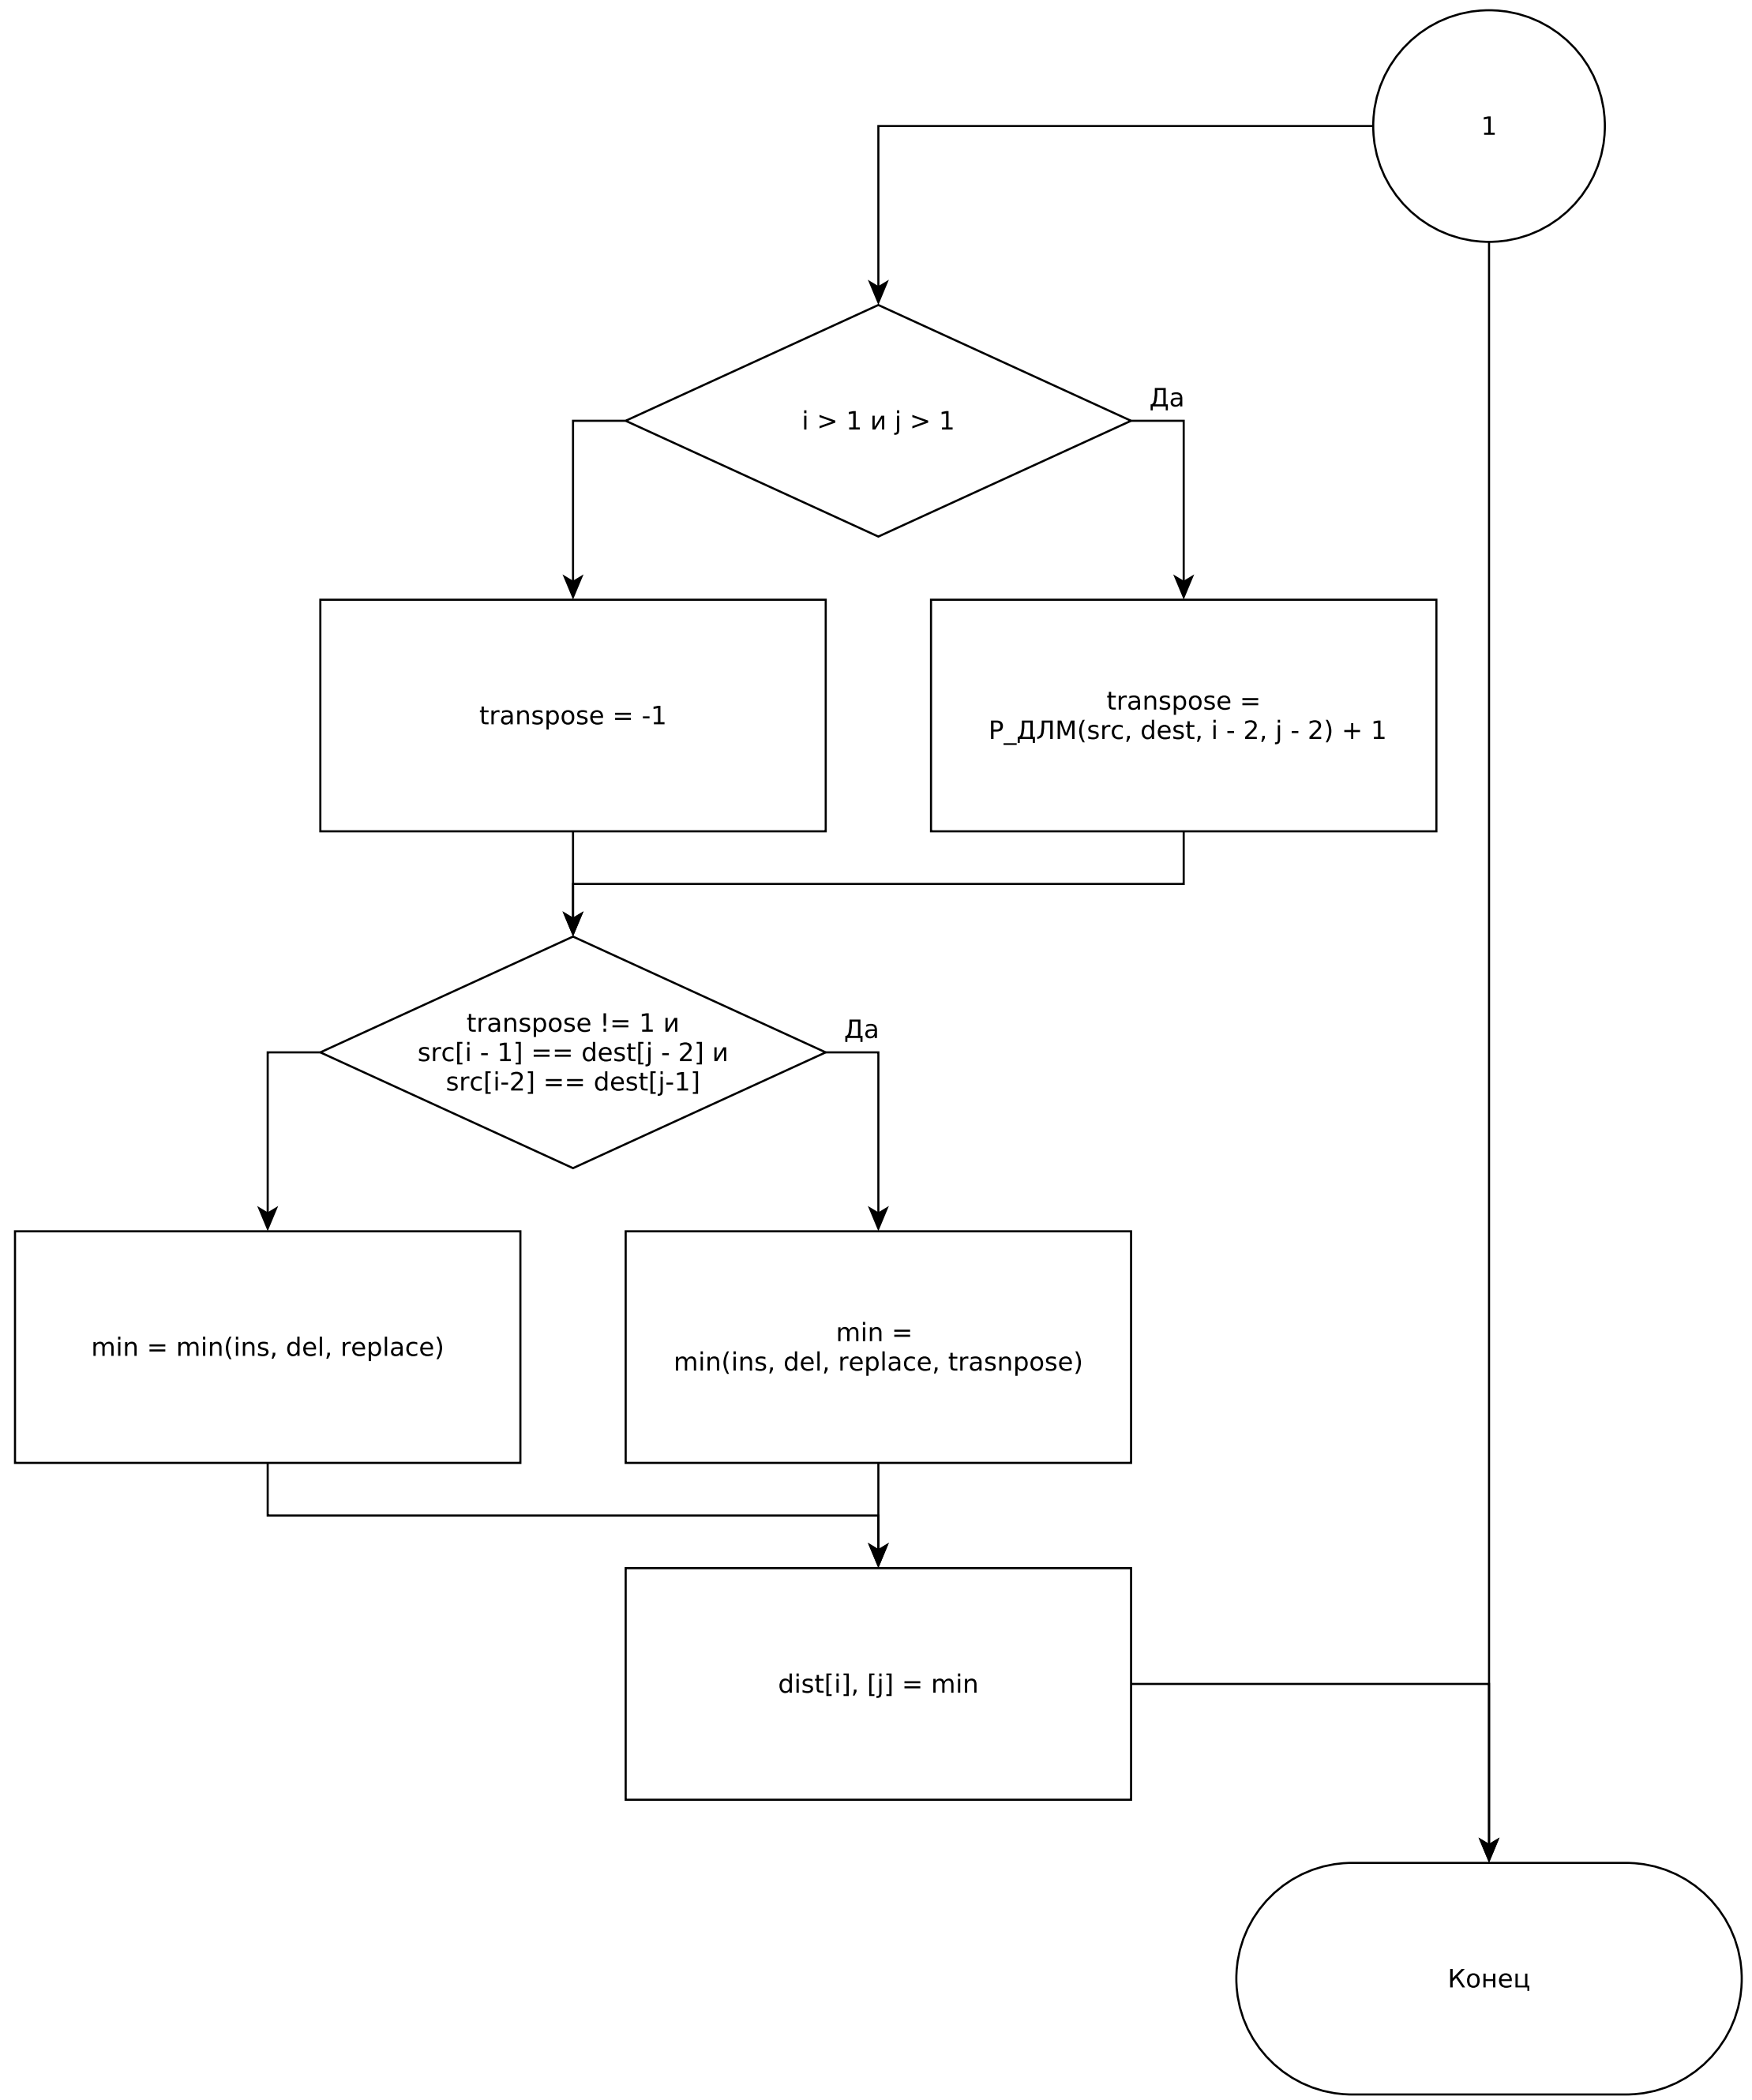 1
i > 1 и j > 1
Да
transpose = -1
transpose =
Р_ДЛМ(src, dest, i - 2, j - 2) + 1
transpose != 1 и
src[i - 1] == dest[j - 2] и
src[i-2] == dest[j-1]
Да
min = min(ins, del, replace)
min =
min(ins, del, replace, trasnpose)
dist[i], [j] = min
Конец